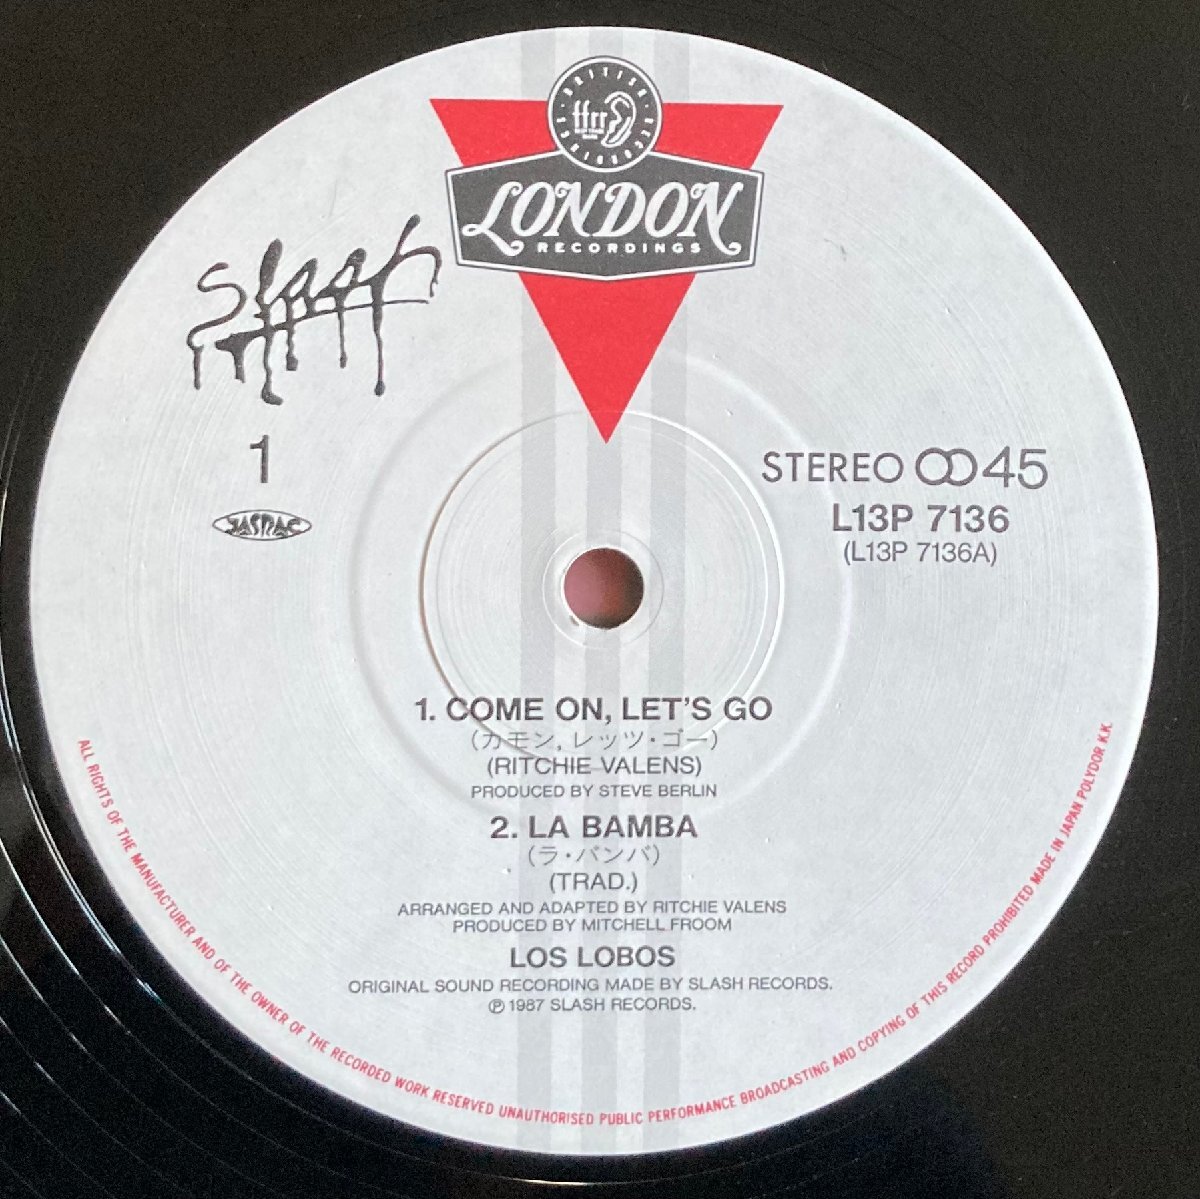 BRITISH RECORDINGS
ffrr
LONDON
RECORDINGS
slash
1
JASRAC
STEREO 45
L13P 7136
(L13P 7136A)
1. COME ON, LET'S GO
(カモン, レッツ・ゴー)
(RITCHIE VALENS)
PRODUCED BY STEVE BERLIN
2. LA BAMBA
(ラ・バンバ)
(TRAD.)
ARRANGED AND ADAPTED BY RITCHIE VALENS
PRODUCED BY MITCHELL FROOM
LOS LOBOS
ORIGINAL SOUND RECORDING MADE BY SLASH RECORDS.
℗ 1987 SLASH RECORDS.
ALL RIGHTS OF THE MANUFACTURER AND OF THE OWNER OF THE RECORDED WORK RESERVED UNAUTHORISED PUBLIC PERFORMANCE BROADCASTING AND COPYING OF THIS RECORD PROHIBITED MADE IN JAPAN POLYDOR K.K.